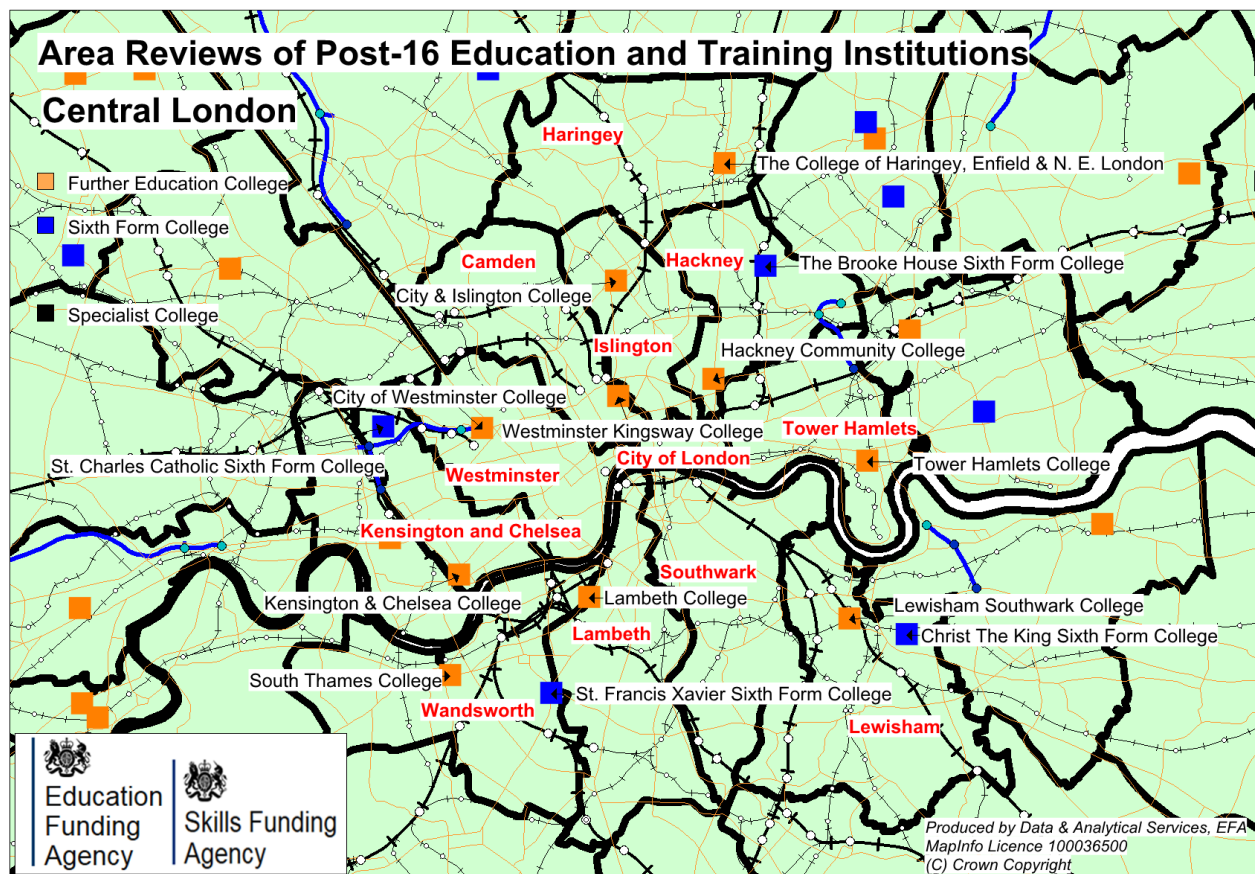 Area Reviews of Post-16 Education and Training Institutions
Central London
Haringey
The College of Haringey, Enfield & N. E. London
Further Education College
Sixth Form College
Specialist College
Camden
Hackney
The Brooke House Sixth Form College
City & Islington College
Islington
Hackney Community College
City of Westminster College
Westminster Kingsway College
Tower Hamlets
St. Charles Catholic Sixth Form College
City of London
Tower Hamlets College
Westminster
Kensington and Chelsea
Southwark
Kensington & Chelsea College
Lambeth College
Lewisham Southwark College
Lambeth
Christ The King Sixth Form College
South Thames College
St. Francis Xavier Sixth Form College
Wandsworth
Lewisham
Education
Funding
Agency
Skills Funding
Agency
Produced by Data & Analytical Services, EFA
MapInfo Licence 100036500
(C) Crown Copyright